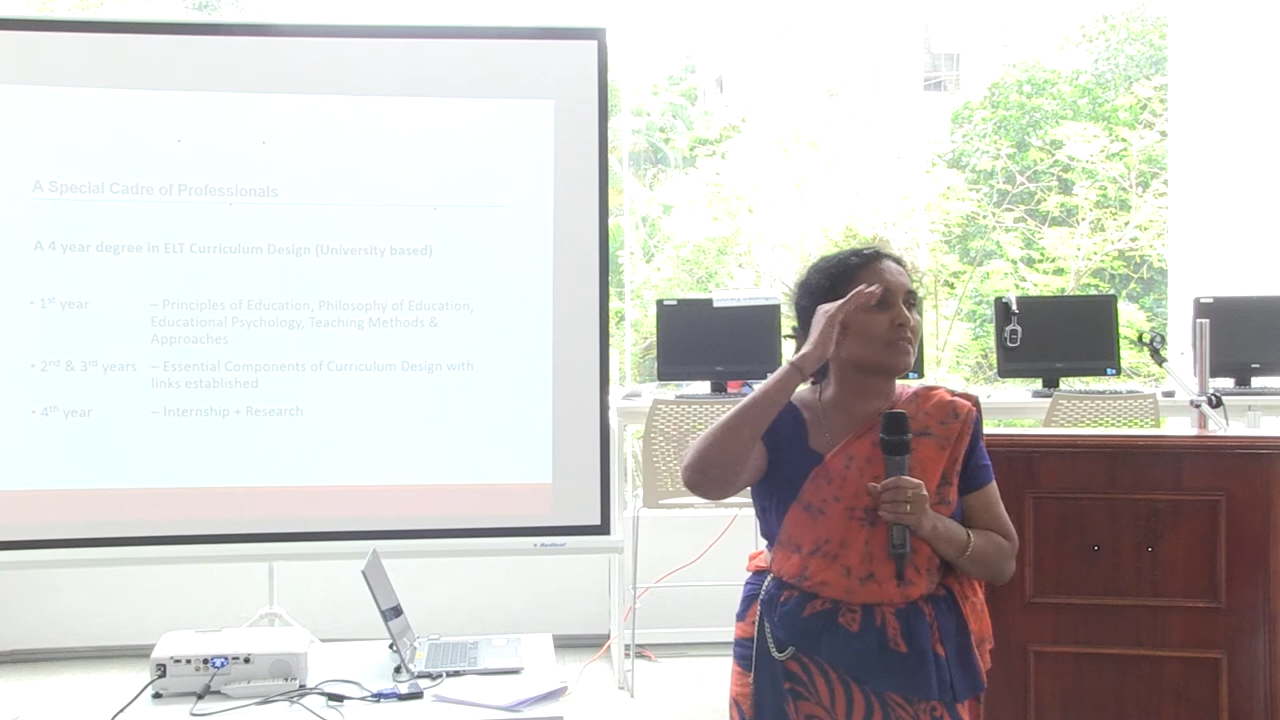 A Special Cadre of Professionals
A 4 year degree in ELT Curriculum Design (University based)
• 1st year – Principles of Education, Philosophy of Education,
Educational Psychology, Teaching Methods &
Approaches
• 2nd & 3rd years – Essential Components of Curriculum Design with
links established
• 4th year – Internship + Research